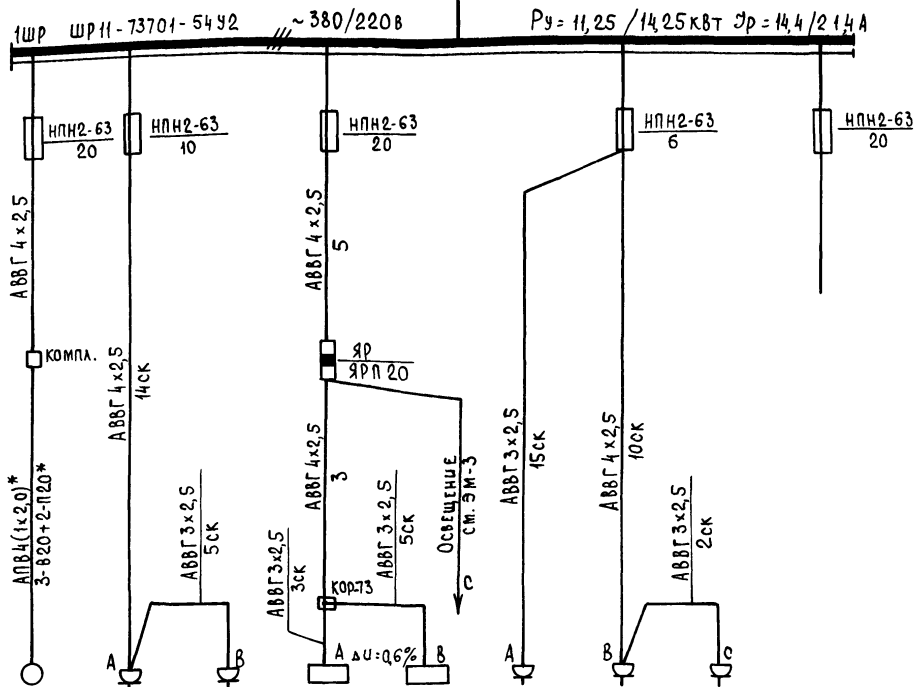 1ШР ШР11-73701-54У2 ~380/220В Ру=11,25/14,25 кВт Jр=14,4/21,4А
НПН2-63
20
НПН2-63
10
НПН2-63
20
НПН2-63
6
НПН2-63
20
АВВГ 4×2,5
АВВГ 4×2,5
5
КОМПЛ.
ЯР
ЯРП 20
АВВГ 4×2,5
14СК
АВВГ 4×2,5
3
АВВГ 3×2,5
15СК
АВВГ 4×2,5
10СК
ОСВЕЩЕНИЕ
СМ. ЭМ-3
АПВ4(1×2,0)*
3-В20+2-П20*
АВВГ 3×2,5
5СК
АВВГ 3×2,5
3СК
АВВГ 3×2,5
5СК
АВВГ 3×2,5
2СК
КОР-73
С
А
В
А
ΔU=0,6%
В
А
В
С